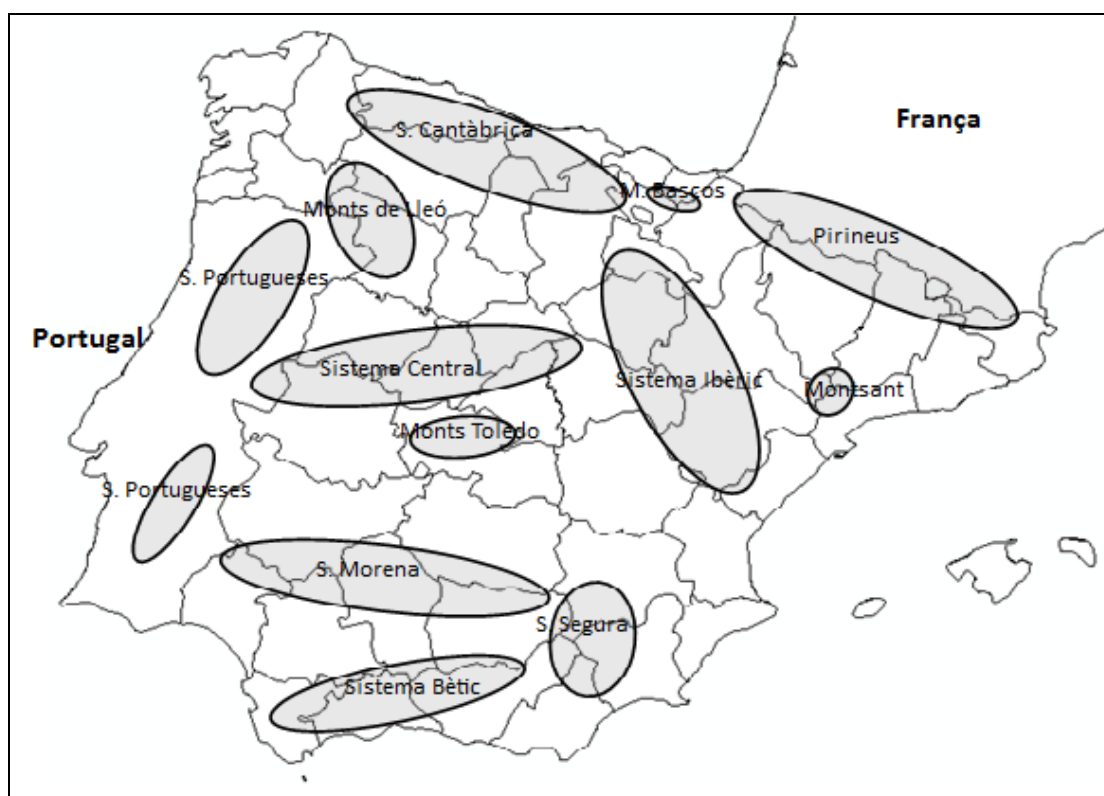 França
S. Cantàbrica
M. Bascos
Monts de Lleó
Pirineus
S. Portugueses
Portugal
Sistema Central
Sistema Ibèric
Montsant
Monts Toledo
S. Portugueses
S. Morena
S. Segura
Sistema Bètic